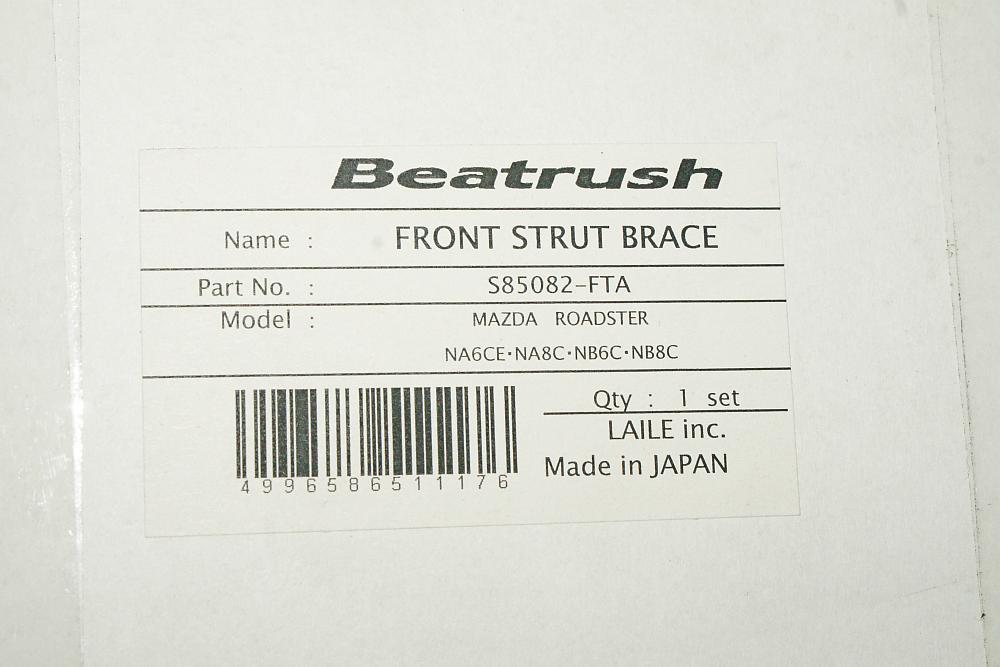 Beatrush
Name : FRONT STRUT BRACE
Part No. : S85082-FTA
Model : MAZDA ROADSTER
NA6CE・NA8C・NB6C・NB8C
Qty : 1 set
LAILE inc.
Made in JAPAN
4996586511176